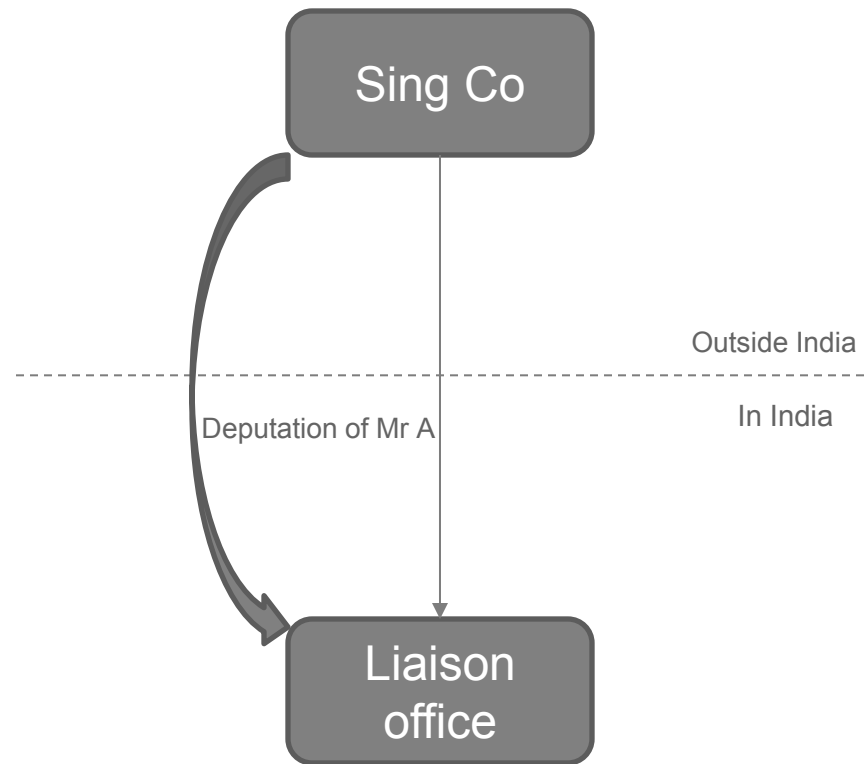 Sing Co
Outside India
In India
Deputation of Mr A
Liaison
office